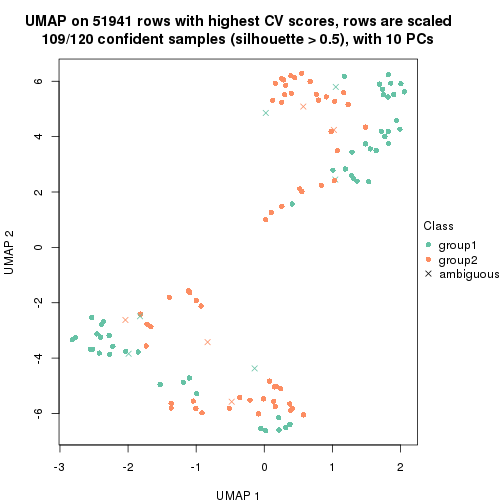 UMAP on 51941 rows with highest CV scores, rows are scaled
109/120 confident samples (silhouette > 0.5), with 10 PCs
6
4
2
0
-2
-4
-6
UMAP 2
-3
-2
-1
0
1
2
UMAP 1
Class
group1
group2
ambiguous